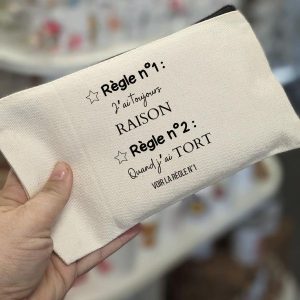 Règle n°1 :
J'ai toujours
RAISON
Règle n°2 :
Quand j'ai TORT
VOIR LA RÈGLE N°1